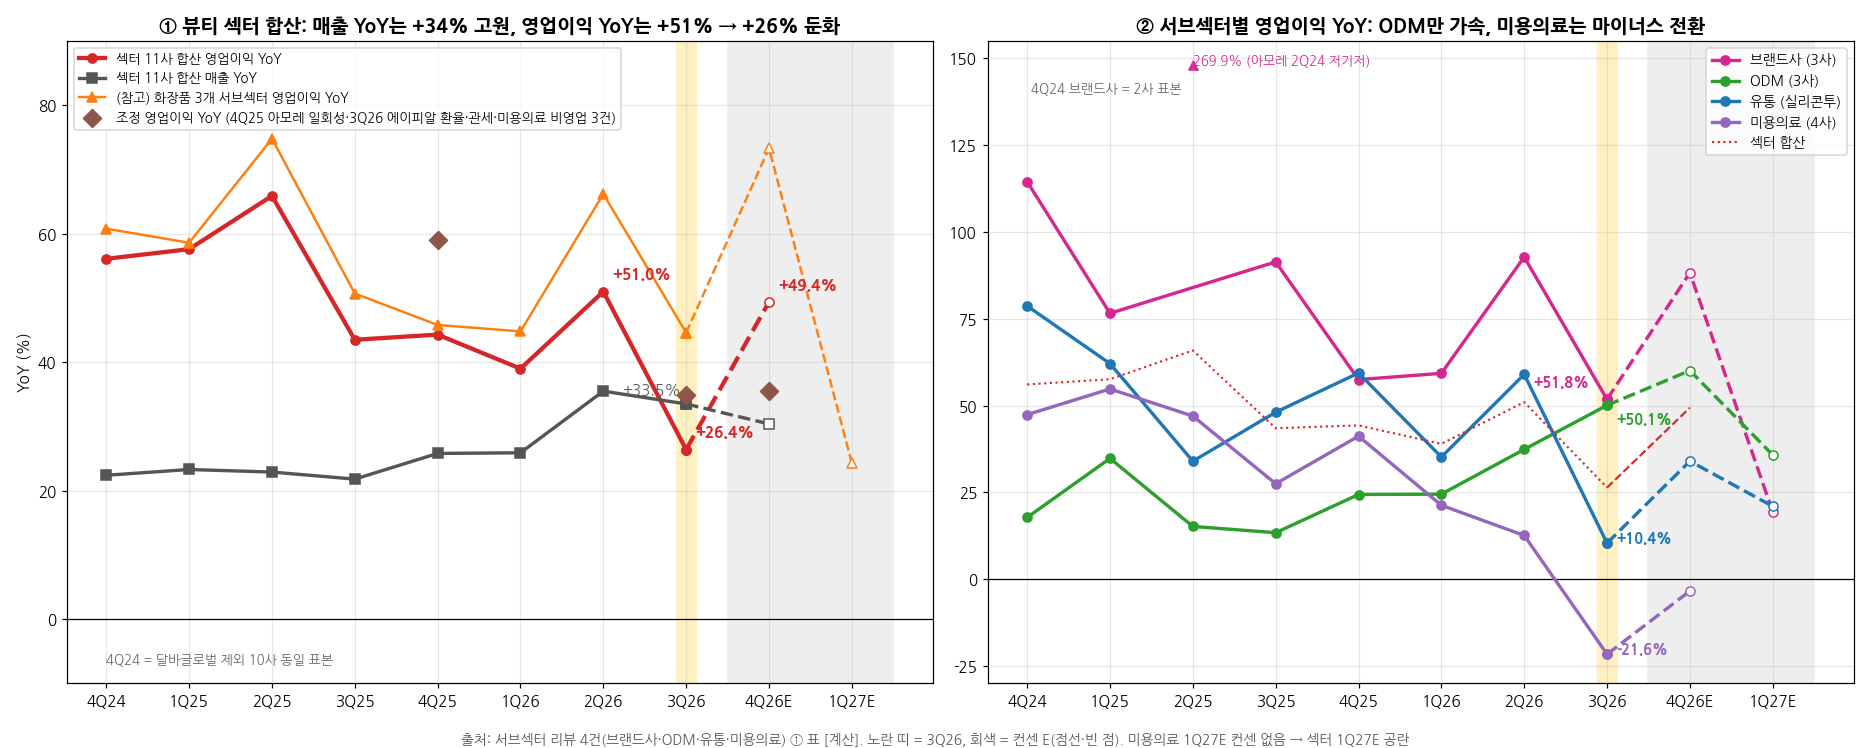 ① 뷰티 섹터 합산: 매출 YoY는 +34% 고원, 영업이익 YoY는 +51% → +26% 둔화
섹터 11사 합산 영업이익 YoY
섹터 11사 합산 매출 YoY
(참고) 화장품 3개 서브섹터 영업이익 YoY
조정 영업이익 YoY (4Q25 아모레 일회성·3Q26 에이피알 환율·관세·미용의료 비영업 3건)
YoY (%)
80
60
40
20
0
+51.0%
+49.4%
+33.5%
+26.4%
4Q24 = 달바글로벌 제외 10사 동일 표본
4Q24 1Q25 2Q25 3Q25 4Q25 1Q26 2Q26 3Q26 4Q26E 1Q27E
② 서브섹터별 영업이익 YoY: ODM만 가속, 미용의료는 마이너스 전환
269.9% (아모레 2Q24 저기저)
4Q24 브랜드사 = 2사 표본
브랜드사 (3사)
ODM (3사)
유통 (실리콘투)
미용의료 (4사)
섹터 합산
150
125
100
75
50
25
0
-25
+51.8%
+50.1%
+10.4%
-21.6%
4Q24 1Q25 2Q25 3Q25 4Q25 1Q26 2Q26 3Q26 4Q26E 1Q27E
출처: 서브섹터 리뷰 4건(브랜드사·ODM·유통·미용의료) ① 표 [계산]. 노란 띠 = 3Q26, 회색 = 컨센 E(점선·빈 점). 미용의료 1Q27E 컨센 없음 → 섹터 1Q27E 공란